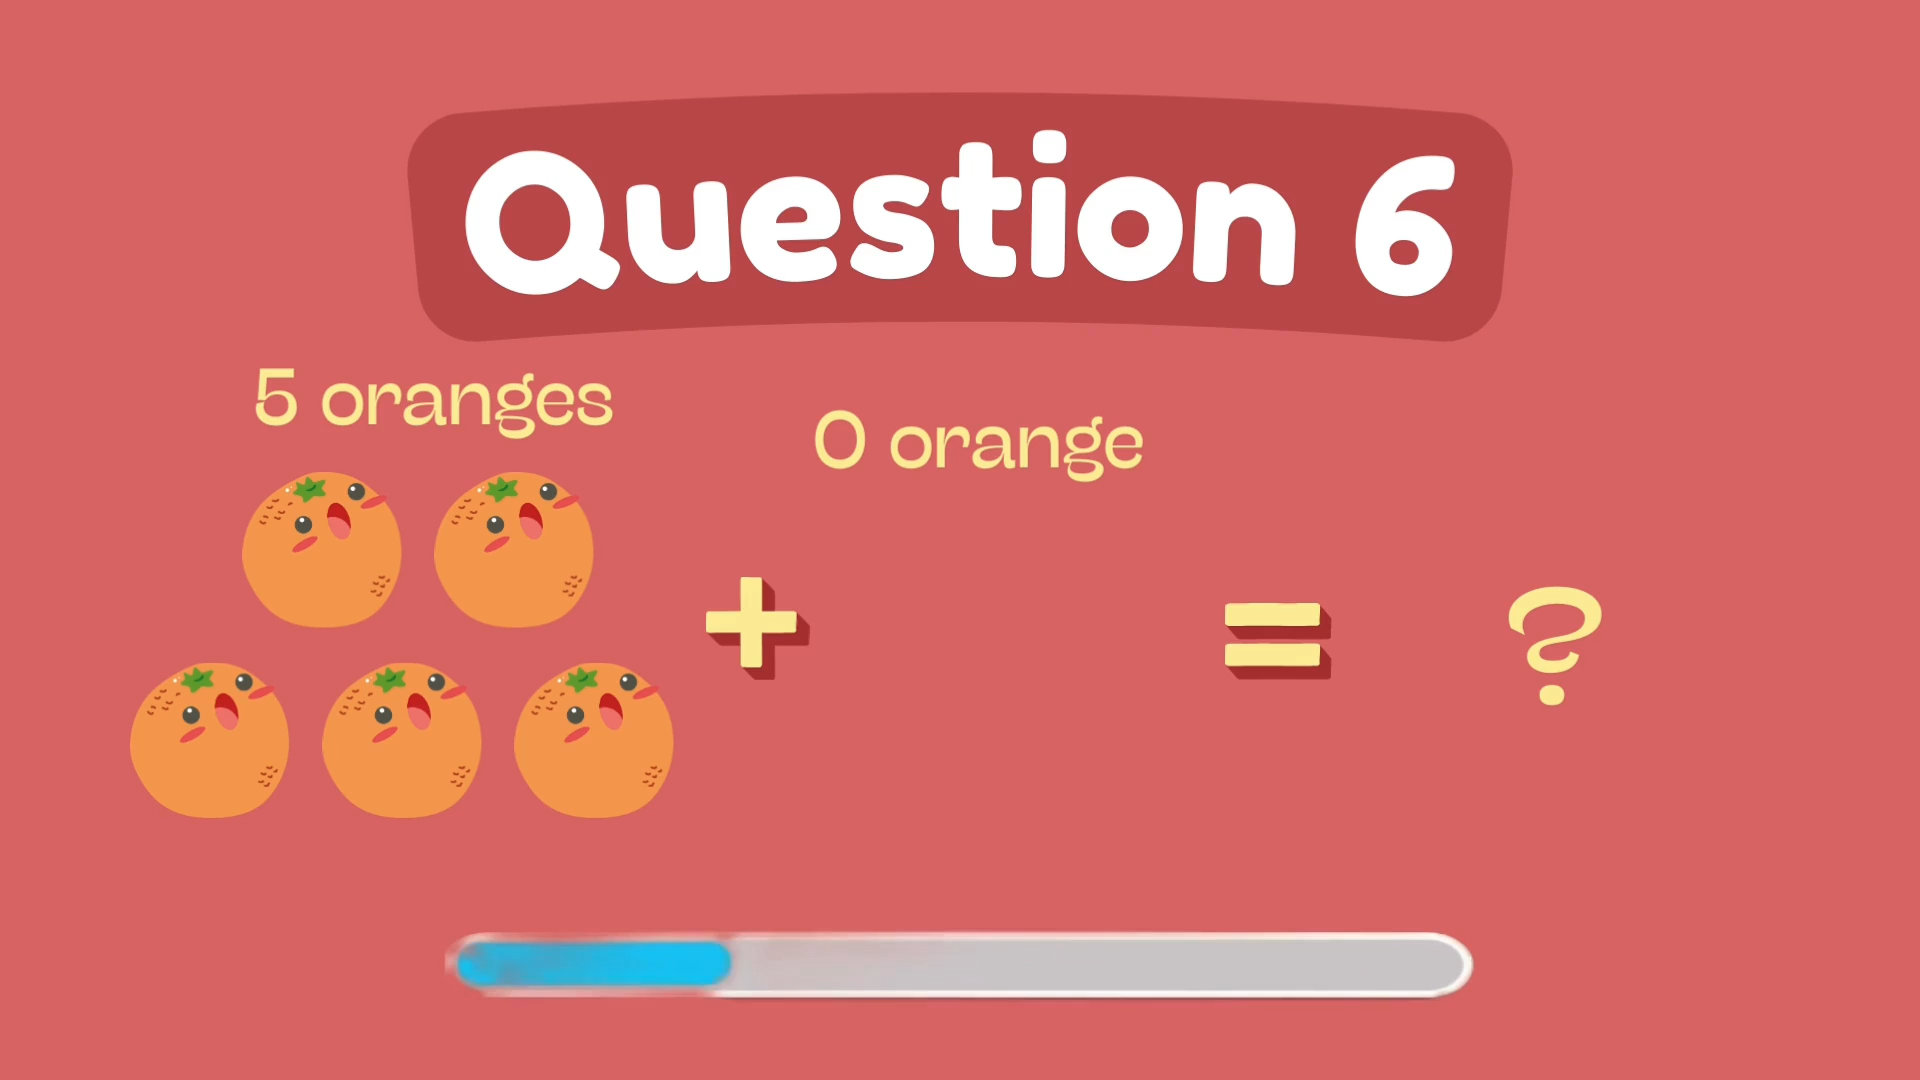 Question 6
5 oranges
0 orange
+ = ?